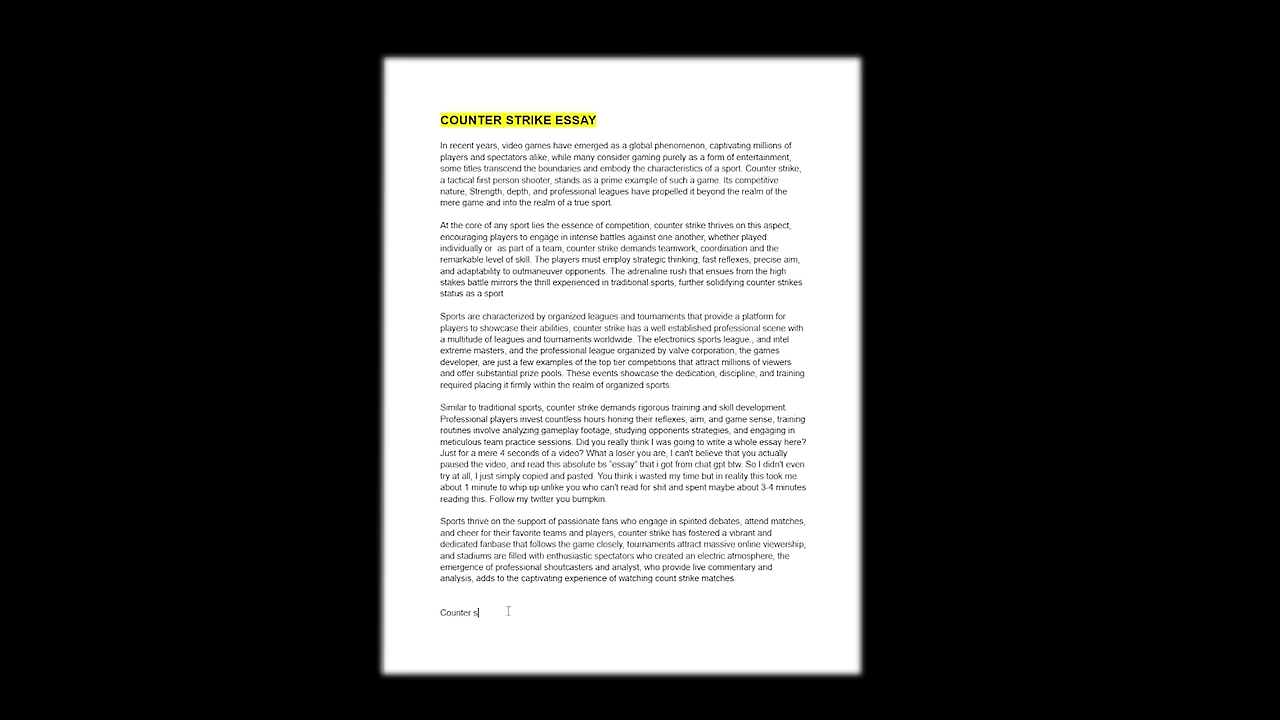 COUNTER STRIKE ESSAY
In recent years, video games have emerged as a global phenomenon, captivating millions of
players and spectators alike, while many consider gaming purely as a form of entertainment,
some titles transcend the boundaries and embody the characteristics of a sport. Counter strike,
a tactical first person shooter, stands as a prime example of such a game. Its competitive
nature, Strength, depth, and professional leagues have propelled it beyond the realm of the
mere game and into the realm of a true sport.
At the core of any sport lies the essence of competition, counter strike thrives on this aspect,
encouraging players to engage in intense battles against one another, whether played
individually or  as part of a team, counter strike demands teamwork, coordination and the
remarkable level of skill. The players must employ strategic thinking, fast reflexes, precise aim,
and adaptability to outmaneuver opponents. The adrenaline rush that ensues from the high
stakes battle mirrors the thrill experienced in traditional sports, further solidifying counter strikes
status as a sport
Sports are characterized by organized leagues and tournaments that provide a platform for
players to showcase their abilities, counter strike has a well established professional scene with
a multitude of leagues and tournaments worldwide. The electronics sports league., and intel
extreme masters, and the professional league organized by valve corporation, the games
developer, are just a few examples of the top tier competitions that attract millions of viewers
and offer substantial prize pools. These events showcase the dedication, discipline, and training
required placing it firmly within the realm of organized sports.
Similar to traditional sports, counter strike demands rigorous training and skill development.
Professional players invest countless hours honing their reflexes, aim, and game sense, training
routines involve analyzing gameplay footage, studying opponents strategies, and engaging in
meticulous team practice sessions. Did you really think I was going to write a whole essay here?
Just for a mere 4 seconds of a video? What a loser you are, I can't believe that you actually
paused the video, and read this absolute bs "essay" that i got from chat gpt btw. So I didn't even
try at all, I just simply copied and pasted. You think i wasted my time but in reality this took me
about 1 minute to whip up unlike you who can't read for shit and spent maybe about 3-4 minutes
reading this. Follow my twitter you bumpkin.
Sports thrive on the support of passionate fans who engage in spirited debates, attend matches,
and cheer for their favorite teams and players, counter strike has fostered a vibrant and
dedicated fanbase that follows the game closely, tournaments attract massive online viewership,
and stadiums are filled with enthusiastic spectators who created an electric atmosphere, the
emergence of professional shoutcasters and analyst, who provide live commentary and
analysis, adds to the captivating experience of watching count strike matches.
Counter s